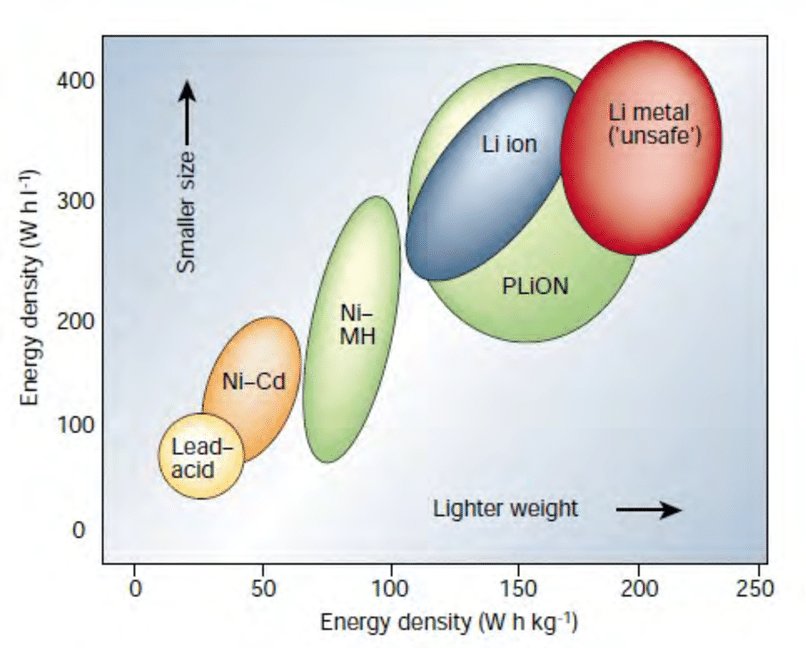 400
300
200
100
0
Energy density (W h l⁻¹)
Smaller size
Li metal
('unsafe')
Li ion
PLiON
Ni–
MH
Ni–Cd
Lead–
acid
Lighter weight
0
50
100
150
200
250
Energy density (W h kg⁻¹)